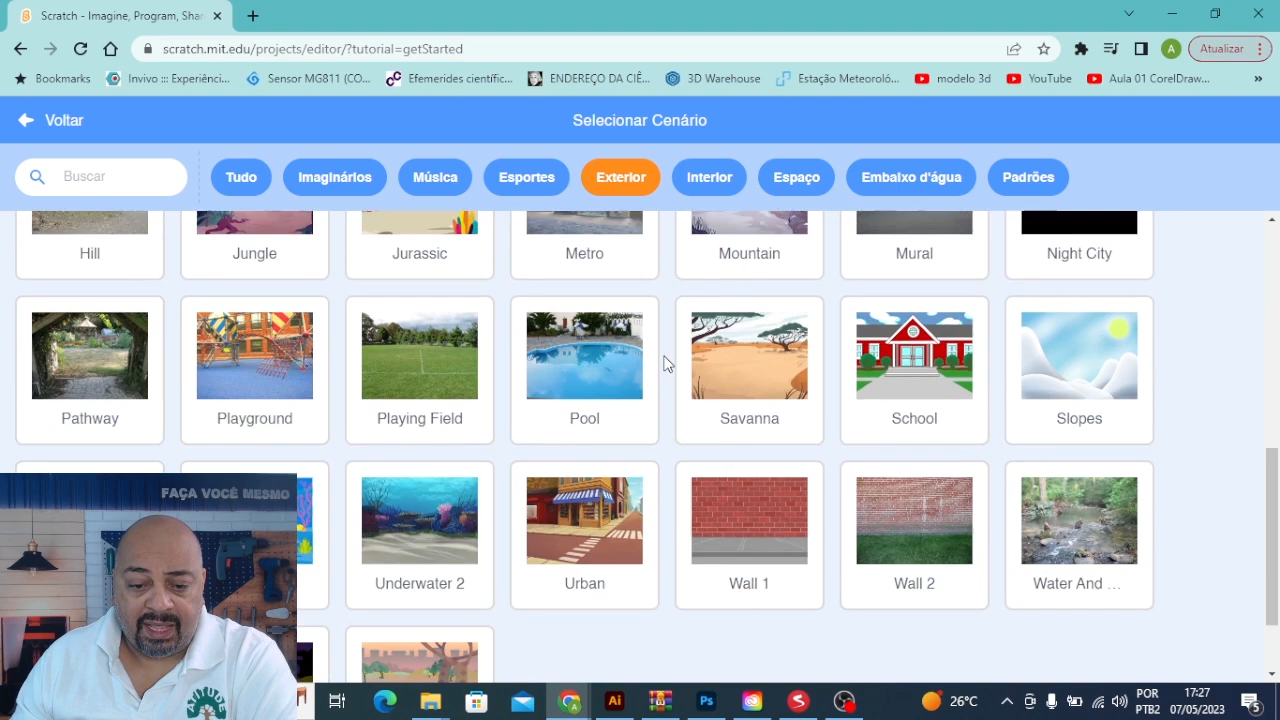 Scratch - Imagine, Program, Shar
scratch.mit.edu/projects/editor/?tutorial=getStarted
A
Atualizar
Bookmarks
Invivo ::: Experiênci...
Sensor MG811 (CO...
Efemerides científic...
ENDEREÇO DA CIÊ...
3D Warehouse
Estação Meteoroló...
modelo 3d
YouTube
Aula 01 CorelDraw...
»
Voltar
Selecionar Cenário
Buscar
Tudo
Imaginários
Música
Esportes
Exterior
Interior
Espaço
Embaixo d'água
Padrões
Hill
Jungle
Jurassic
Metro
Mountain
Mural
Night City
Pathway
Playground
Playing Field
Pool
Savanna
School
Slopes
Underwater 2
Urban
Wall 1
Wall 2
Water And ...
FAÇA VOCÊ MESMO
Ai
Ps
26°C
POR
PTB2
17:27
07/05/2023
5